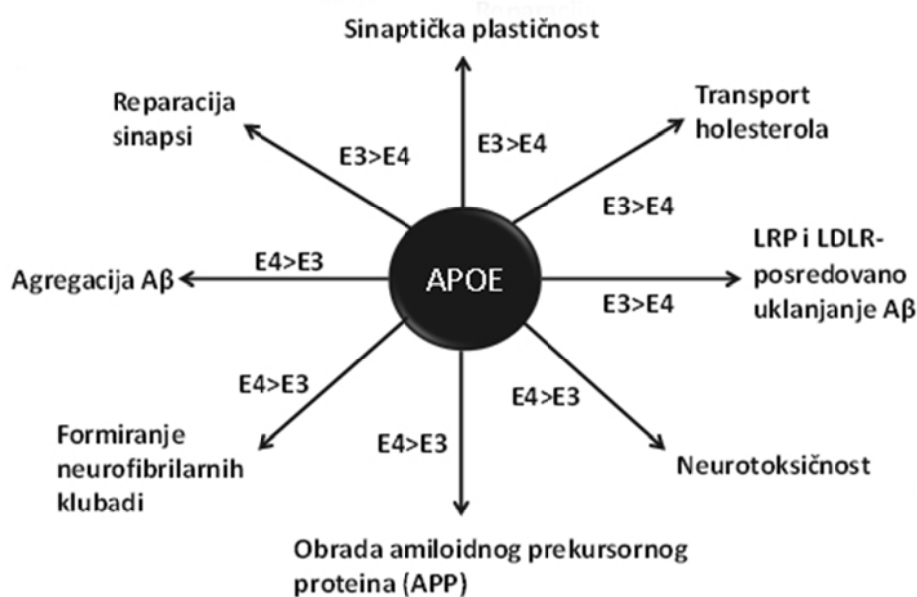 Sinaptička plastičnost
Reparacija
sinapsi
Transport
holesterola
E3>E4
E3>E4
E3>E4
Agregacija Aβ
E4>E3
APOE
E3>E4
LRP i LDLR-
posredovano
uklanjanje Aβ
E4>E3
E4>E3
E4>E3
Formiranje
neurofibrilarnih
klubadi
Neurotoksičnost
Obrada amiloidnog prekursornog
proteina (APP)